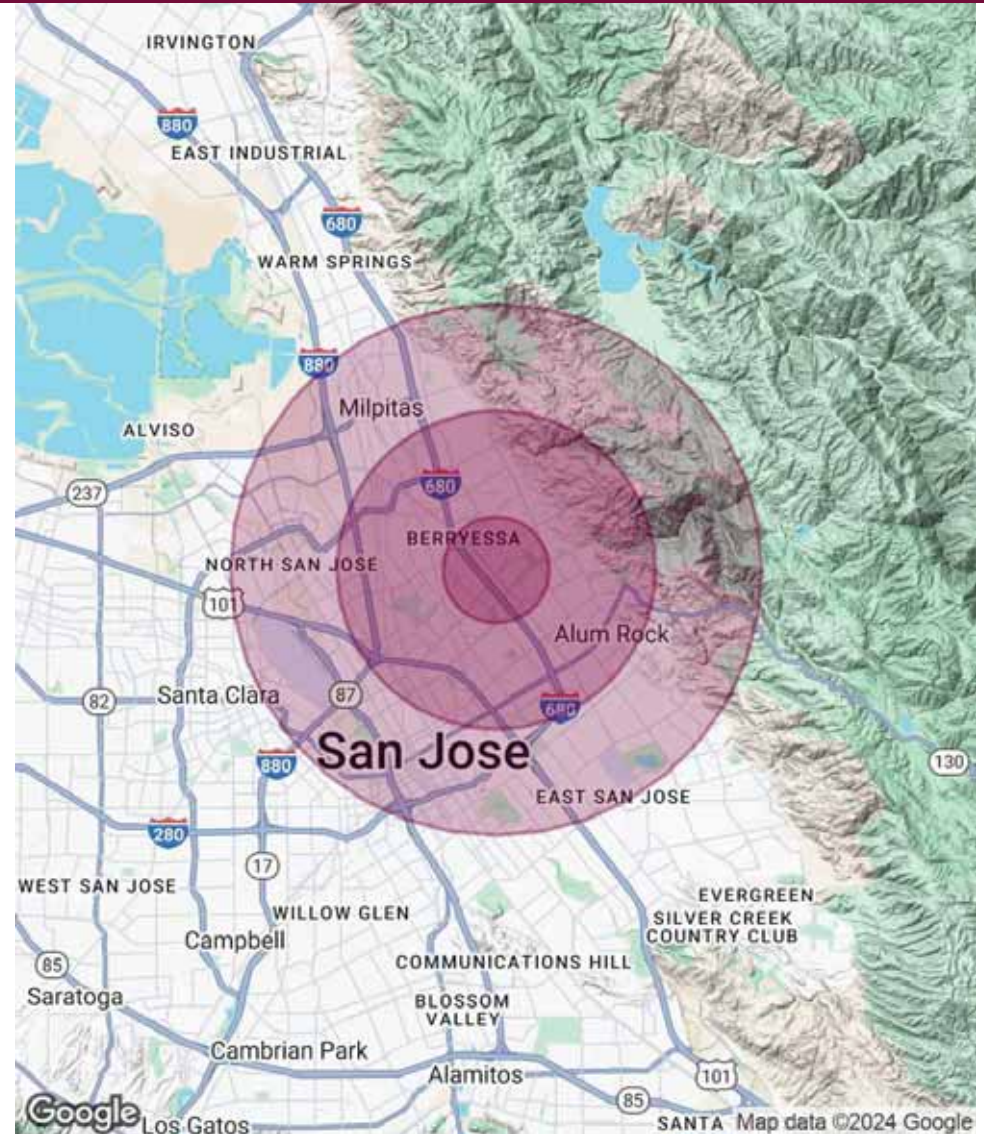 IRVINGTON
880
EAST INDUSTRIAL
680
WARM SPRINGS
880
Milpitas
ALVISO
237
680
BERRYESSA
NORTH SAN JOSE
101
Alum Rock
82
Santa Clara
87
680
San Jose
880
130
EAST SAN JOSE
280
17
WEST SAN JOSE
EVERGREEN
WILLOW GLEN
SILVER CREEK
COUNTRY CLUB
Campbell
85
COMMUNICATIONS HILL
Saratoga
BLOSSOM
VALLEY
Cambrian Park
Alamitos
101
85
Google
Los Gatos
SANTA
Map data ©2024 Google